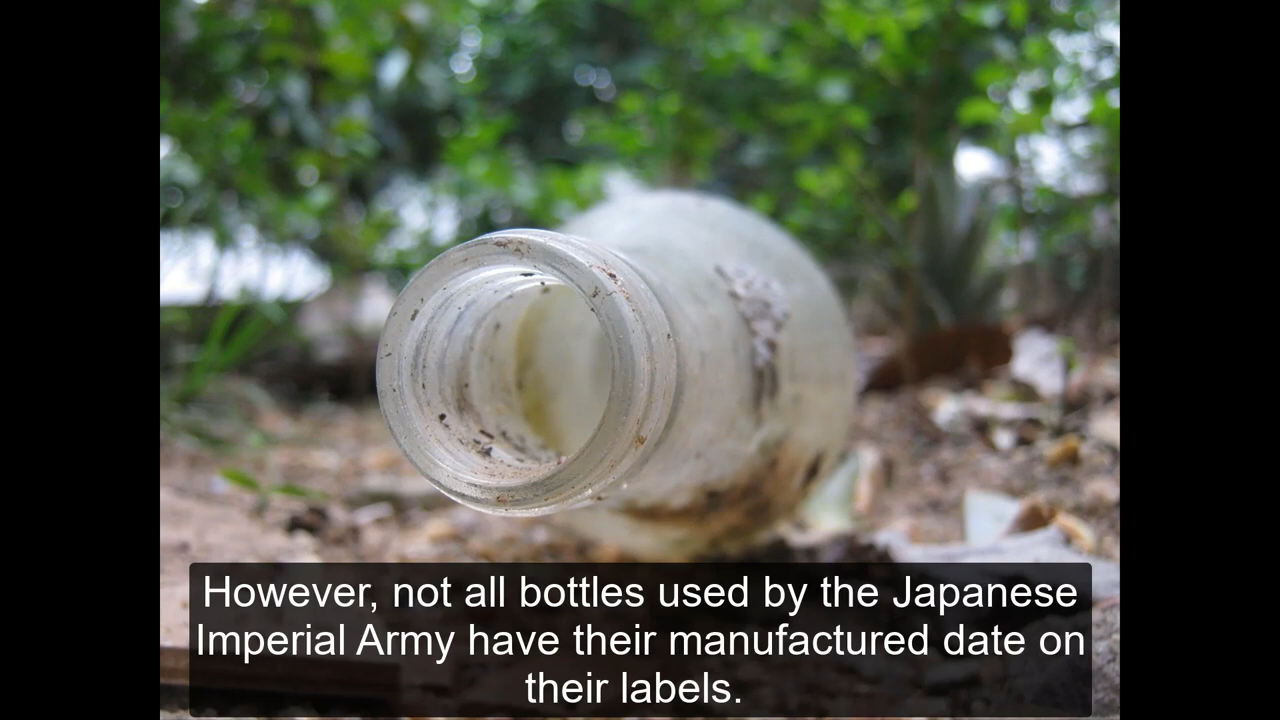 However, not all bottles used by the Japanese
Imperial Army have their manufactured date on
their labels.